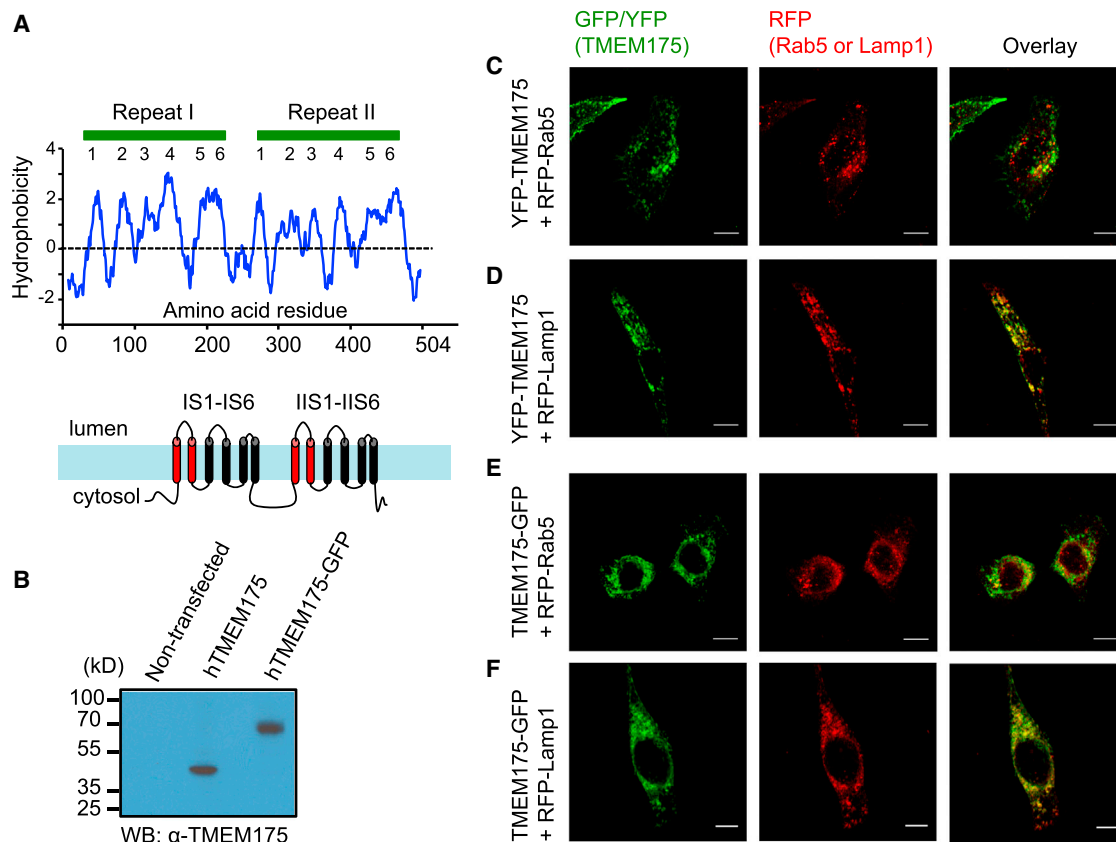 A
Repeat I
Repeat II
1 2 3 4 5 6 1 2 3 4 5 6
Hydrophobicity
4
2
0
-2
Amino acid residue
0 100 200 300 400 504
IS1-IS6
IIS1-IIS6
lumen
cytosol
B
Non-transfected
hTMEM175
hTMEM175-GFP
(kD)
100
70
55
35
25
WB: α-TMEM175
GFP/YFP
(TMEM175)
RFP
(Rab5 or Lamp1)
Overlay
C
YFP-TMEM175
+ RFP-Rab5
D
YFP-TMEM175
+ RFP-Lamp1
E
TMEM175-GFP
+ RFP-Rab5
F
TMEM175-GFP
+ RFP-Lamp1